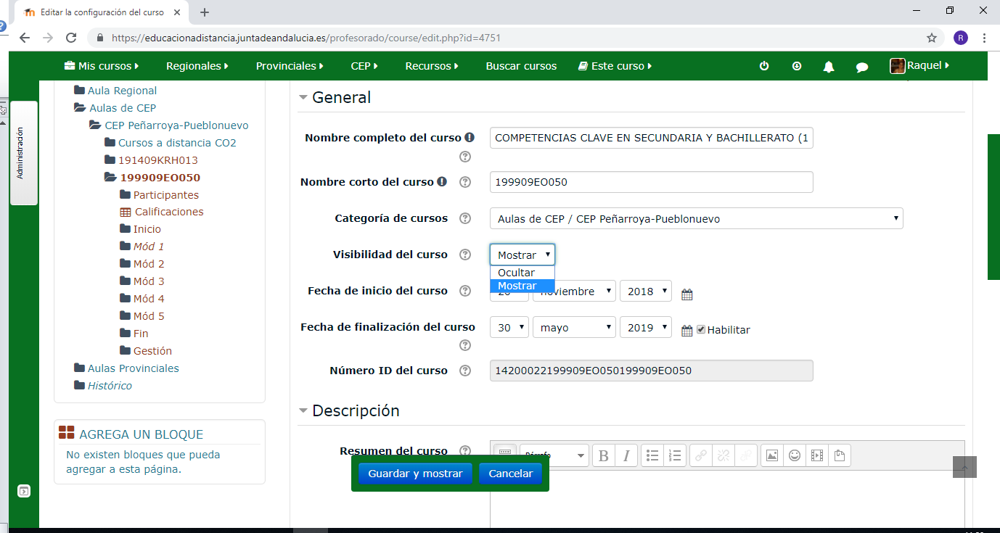 Editar la configuración del curso
https://educacionadistancia.juntadeandalucia.es/profesorado/course/edit.php?id=4751
R
Mis cursos
Regionales
Provinciales
CEP
Recursos
Buscar cursos
Este curso
Raquel
Administración
Aula Regional
Aulas de CEP
CEP Peñarroya-Pueblonuevo
Cursos a distancia CO2
191409KRH013
199909EO050
Participantes
Calificaciones
Inicio
Mód 1
Mód 2
Mód 3
Mód 4
Mód 5
Fin
Gestión
Aulas Provinciales
Histórico
AGREGA UN BLOQUE
No existen bloques que pueda
agregar a esta página.
General
Nombre completo del curso
COMPETENCIAS CLAVE EN SECUNDARIA Y BACHILLERATO (1
Nombre corto del curso
199909EO050
Categoría de cursos
Aulas de CEP / CEP Peñarroya-Pueblonuevo
Visibilidad del curso
Mostrar
Ocultar
Mostrar
Fecha de inicio del curso
noviembre
2018
Fecha de finalización del curso
30
mayo
2019
Habilitar
Número ID del curso
14200022199909EO050199909EO050
Descripción
Resumen del curso
Párrafo
B
I
Guardar y mostrar
Cancelar